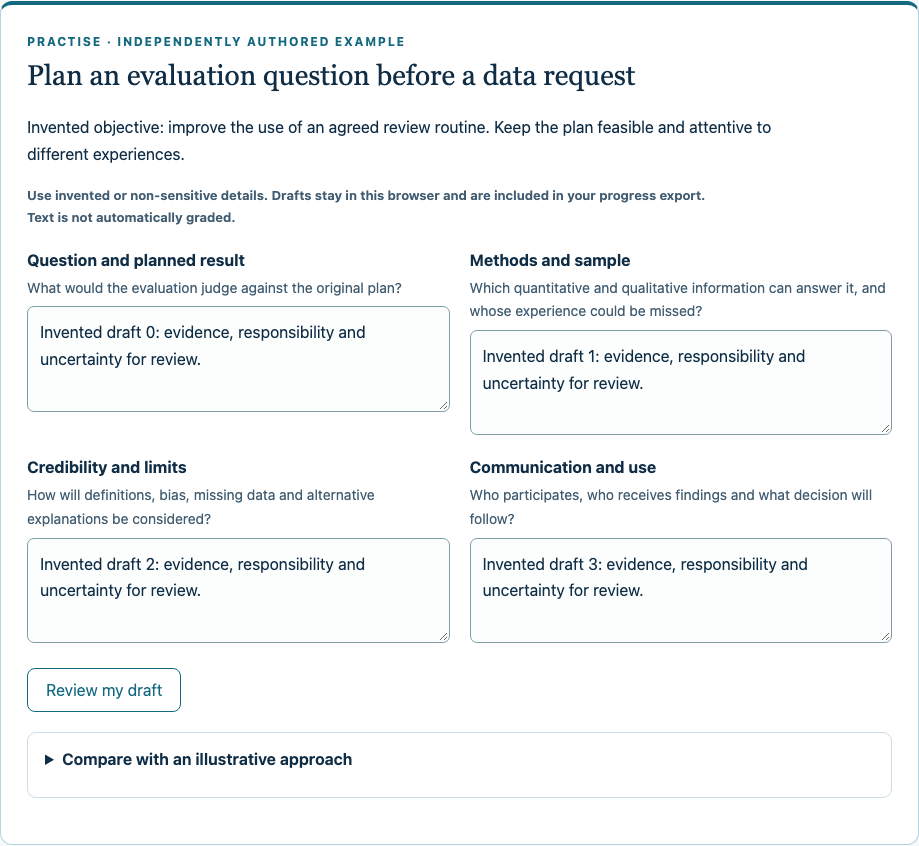 PRACTISE · INDEPENDENTLY AUTHORED EXAMPLE
Plan an evaluation question before a data request
Invented objective: improve the use of an agreed review routine. Keep the plan feasible and attentive to
different experiences.
Use invented or non-sensitive details. Drafts stay in this browser and are included in your progress export.
Text is not automatically graded.
Question and planned result
What would the evaluation judge against the original plan?
Invented draft 0: evidence, responsibility and
uncertainty for review.
Methods and sample
Which quantitative and qualitative information can answer it, and
whose experience could be missed?
Invented draft 1: evidence, responsibility and
uncertainty for review.
Credibility and limits
How will definitions, bias, missing data and alternative
explanations be considered?
Invented draft 2: evidence, responsibility and
uncertainty for review.
Communication and use
Who participates, who receives findings and what decision will
follow?
Invented draft 3: evidence, responsibility and
uncertainty for review.
Review my draft
Compare with an illustrative approach